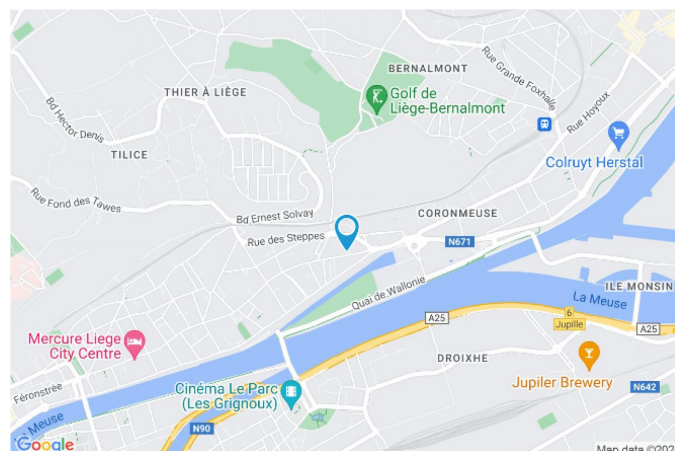 BERNALMONT
Rue Grande Foxhalle
THIER À LIÈGE
Golf de
Liège-Bernalmont
Rue Hoyoux
Bd Hector Denis
TILICE
Colruyt Herstal
Rue Fond des Tawes
Bd Ernest Solvay
CORONMEUSE
Rue des Steppes
N671
Quai de Wallonie
ILE MONSIN
La Meuse
A25
6
Jupille
A25
Mercure Liege
City Centre
DROIXHE
Jupiler Brewery
Cinéma Le Parc
(Les Grignoux)
N642
Féronstrée
La Meuse
N90
Google
Map data ©202